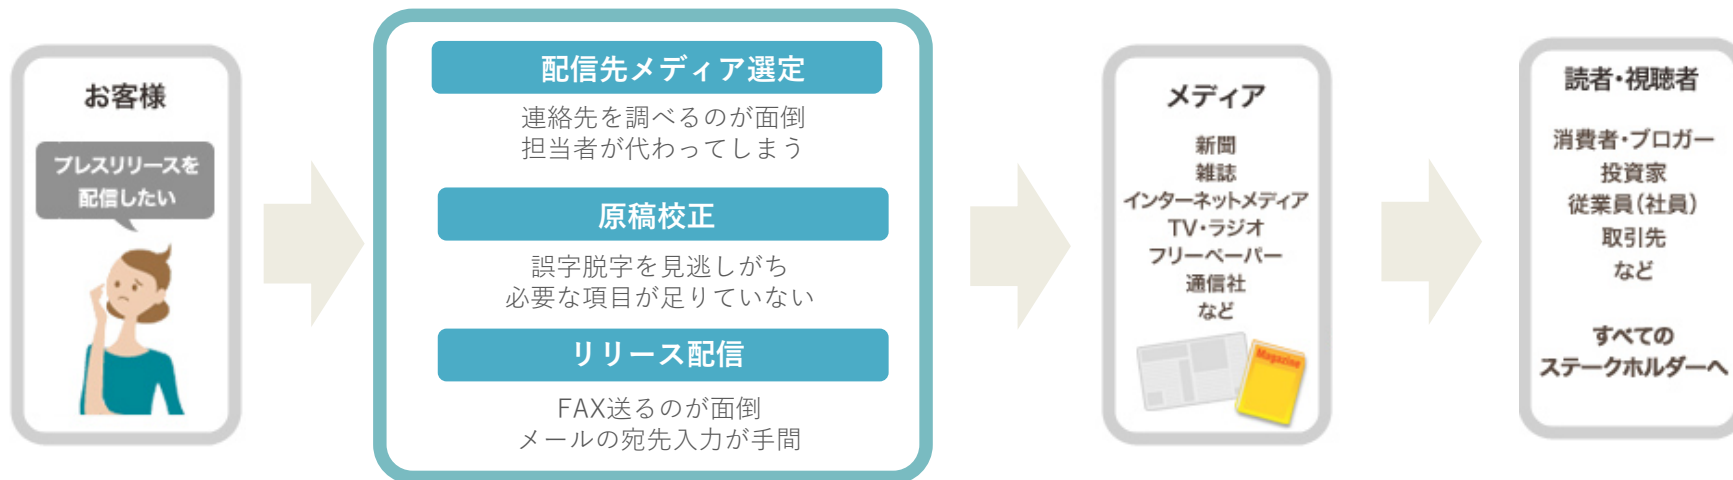 お客様
プレスリリースを
配信したい
配信先メディア選定
連絡先を調べるのが面倒
担当者が代わってしまう
原稿校正
誤字脱字を見逃しがち
必要な項目が足りていない
リリース配信
FAX送るのが面倒
メールの宛先入力が手間
メディア
新聞
雑誌
インターネットメディア
TV・ラジオ
フリーペーパー
通信社
など
Magazine
読者・視聴者
消費者・ブロガー
投資家
従業員(社員)
取引先
など
すべての
ステークホルダーへ